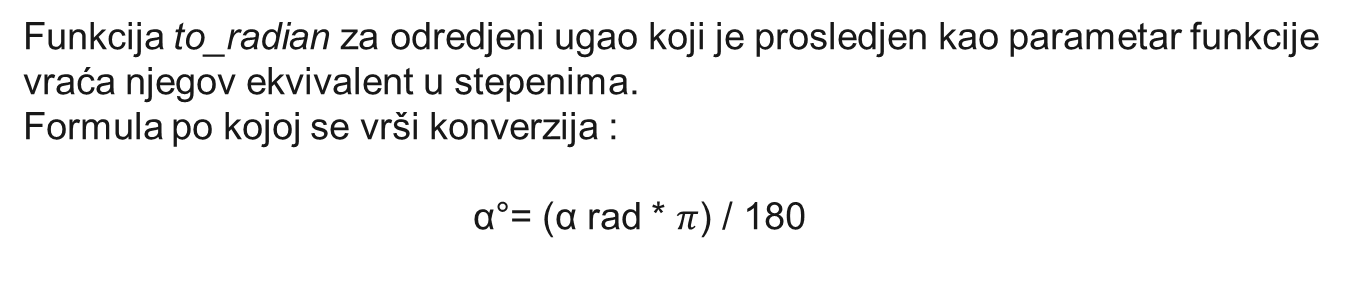 Funkcija to_radian za odredjeni ugao koji je prosledjen kao parametar funkcije
vraća njegov ekvivalent u stepenima.
Formula po kojoj se vrši konverzija :
α°= (α rad * π) / 180